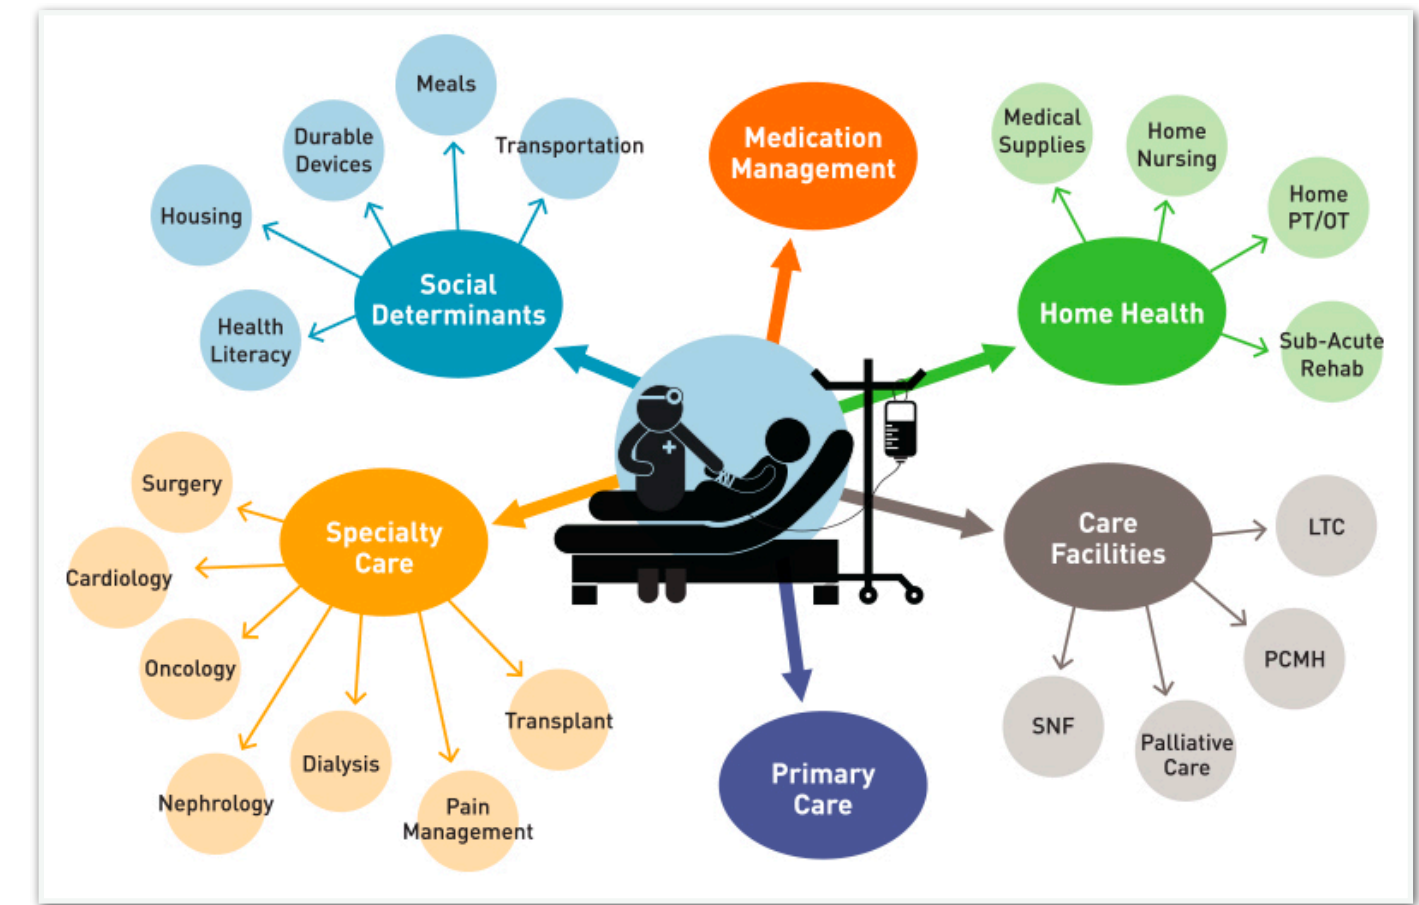 Meals
Durable
Devices
Transportation
Housing
Health
Literacy
Social
Determinants
Medication
Management
Medical
Supplies
Home
Nursing
Home
PT/OT
Sub-Acute
Rehab
Home Health
Surgery
Cardiology
Oncology
Nephrology
Dialysis
Pain
Management
Transplant
Specialty
Care
Primary
Care
Care
Facilities
LTC
PCMH
SNF
Palliative
Care